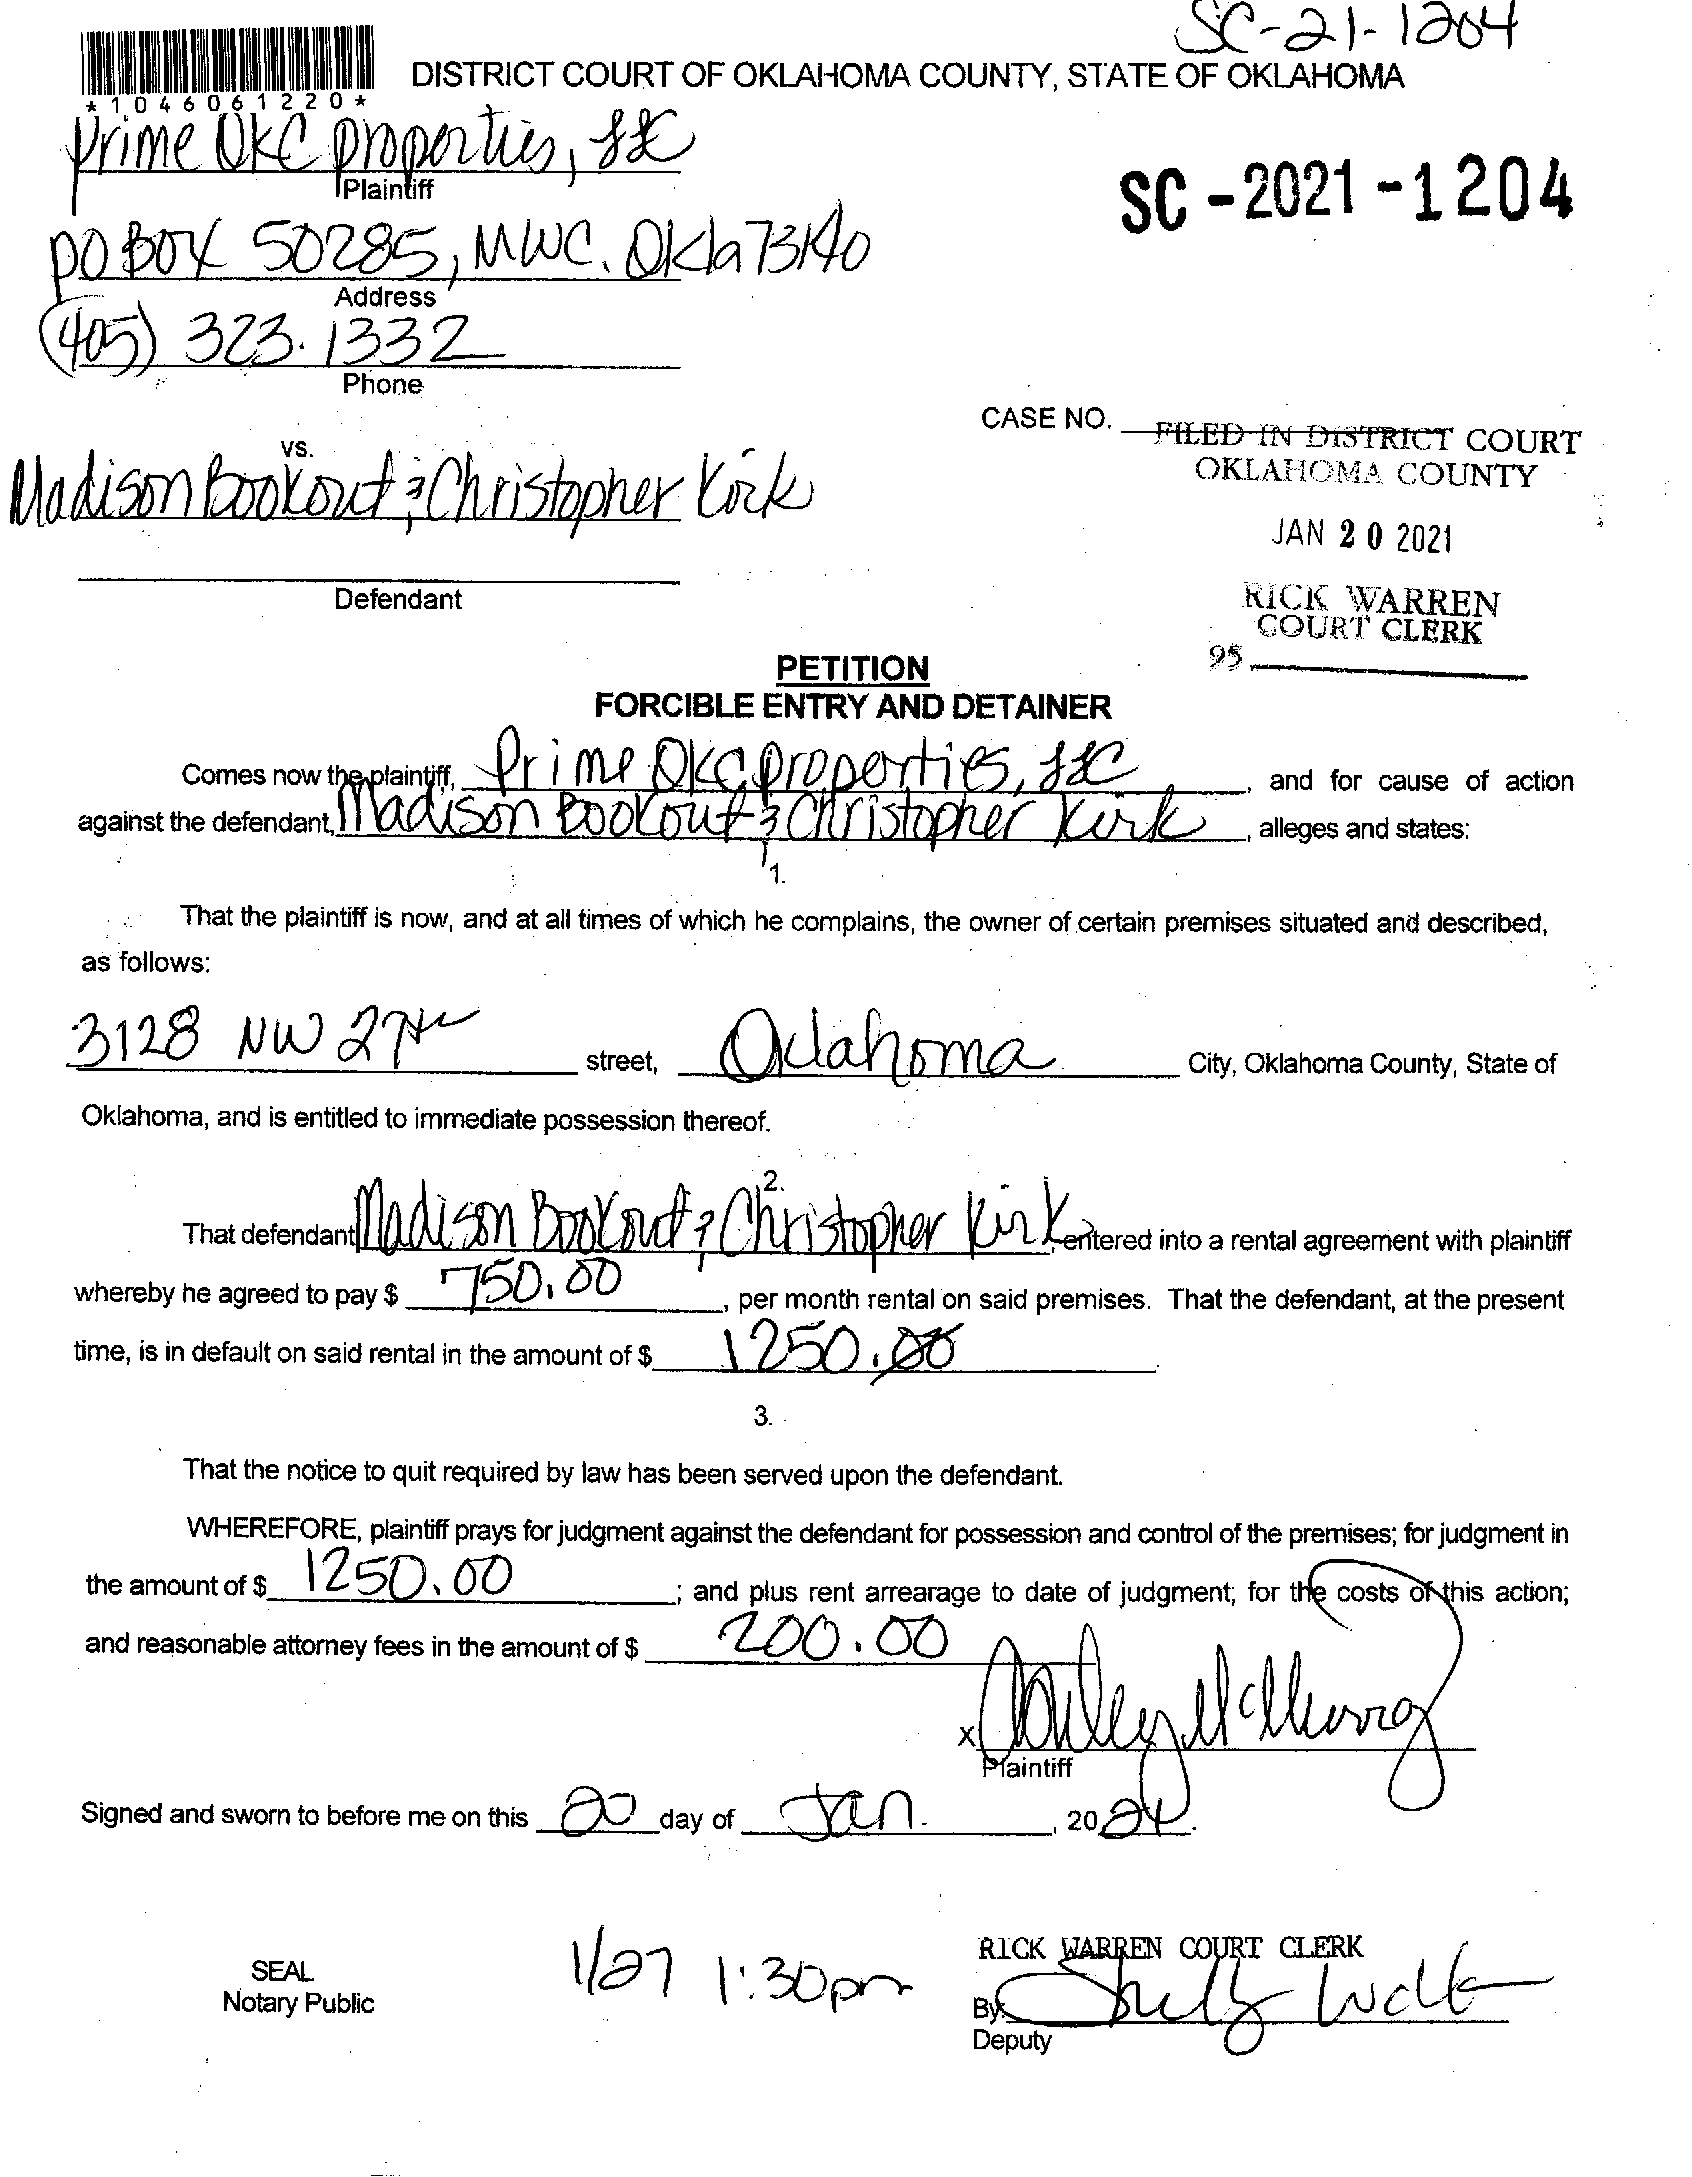 SC-21-1204
DISTRICT COURT OF OKLAHOMA COUNTY, STATE OF OKLAHOMA
*1046061220*
Prime OKC properties, LLC
Plaintiff
SC-2021-1204
PO BOX 50285, MWC. Okla 73140
Address
(405) 323.1332
Phone
CASE NO.
FILED IN DISTRICT COURT
OKLAHOMA COUNTY
vs.
Madison Bookout & Christopher Kirk
JAN 20 2021
Defendant
RICK WARREN
COURT CLERK
95
PETITION
FORCIBLE ENTRY AND DETAINER
Comes now the plaintiff, Prime OKC properties, LLC, and for cause of action
against the defendant, Madison Bookout & Christopher Kirk, alleges and states:
1.
That the plaintiff is now, and at all times of which he complains, the owner of certain premises situated and described,
as follows:
3128 NW 27th street, Oklahoma City, Oklahoma County, State of
Oklahoma, and is entitled to immediate possession thereof.
2.
That defendant Madison Bookout & Christopher Kirk, entered into a rental agreement with plaintiff
whereby he agreed to pay $ 750.00, per month rental on said premises. That the defendant, at the present
time, is in default on said rental in the amount of $ 1250.00.
3.
That the notice to quit required by law has been served upon the defendant.
WHEREFORE, plaintiff prays for judgment against the defendant for possession and control of the premises; for judgment in
the amount of $ 1250.00; and plus rent arrearage to date of judgment; for the costs of this action;
and reasonable attorney fees in the amount of $ 200.00
x
Plaintiff
Signed and sworn to before me on this 20 day of Jan., 20
RICK WARREN COURT CLERK
SEAL
Notary Public
1/27 1:30pm
By:
Deputy